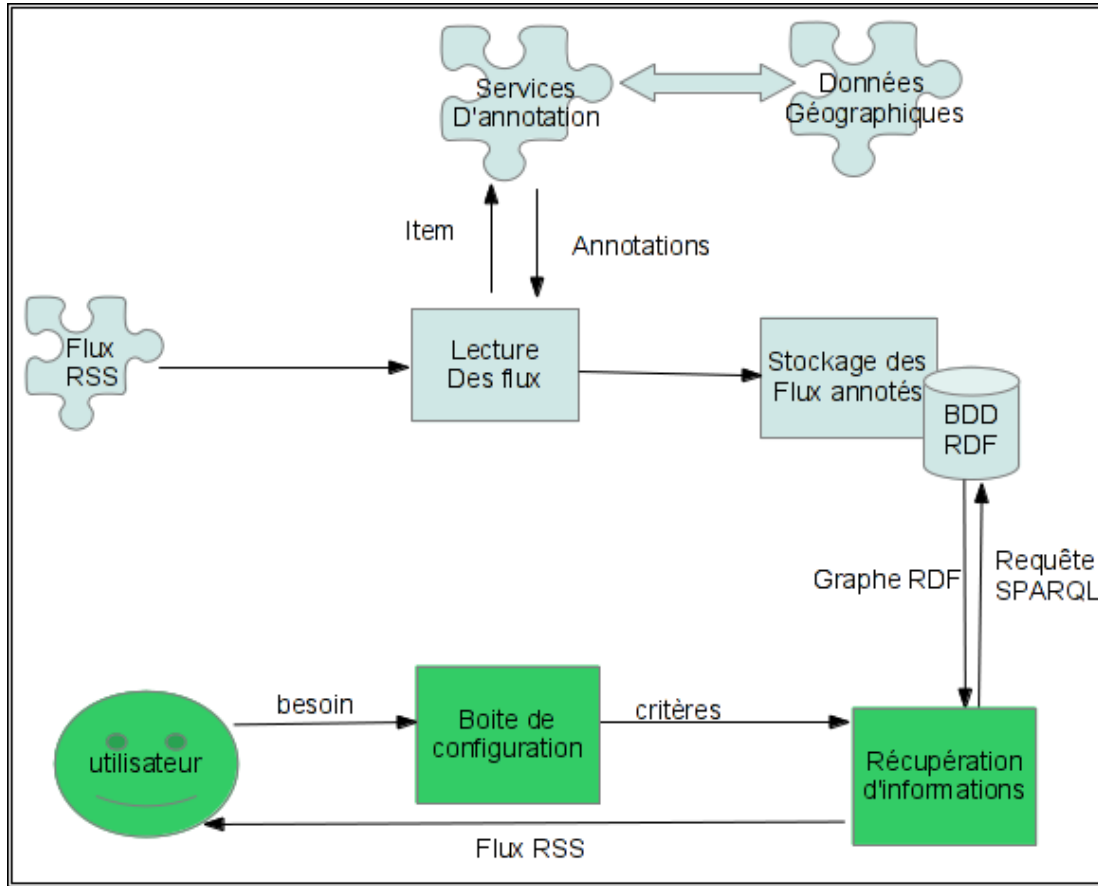 Services
D'annotation
Données
Géographiques
Item
Annotations
Flux
RSS
Lecture
Des flux
Stockage des
Flux annotés
BDD
RDF
Graphe RDF
Requête
SPARQL
besoin
Boite de
configuration
critères
utilisateur
Récupération
d'informations
Flux RSS